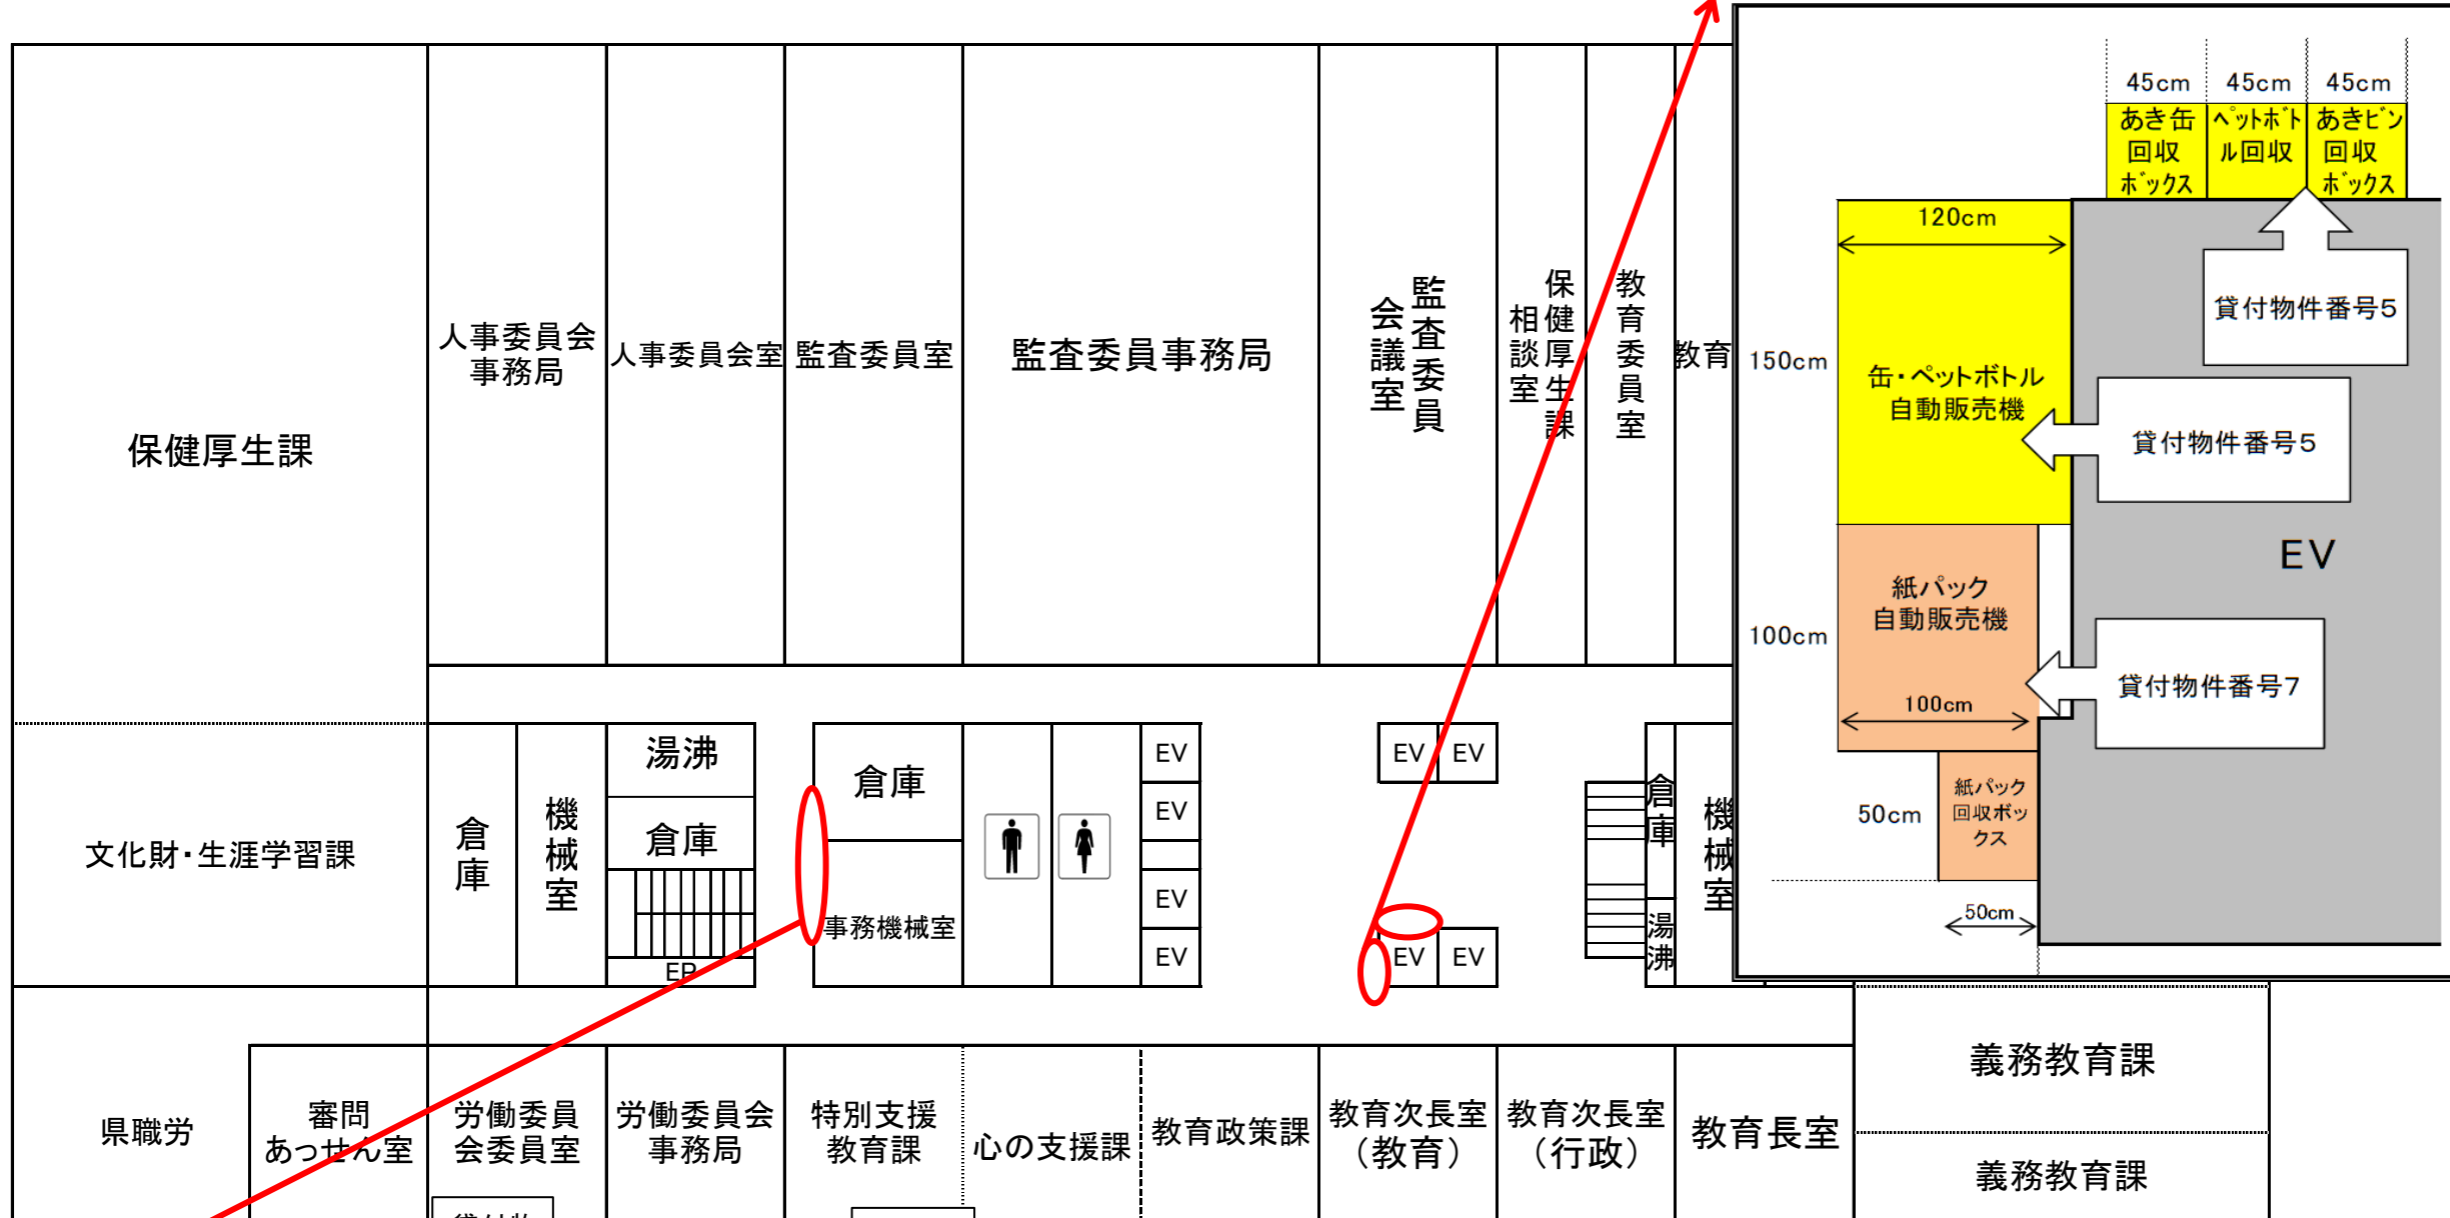 45cm 45cm 45cm
あき缶
回収
ボックス
ペットボト
ル回収
あきビン
回収
ボックス
120cm
貸付物件番号5
150cm
缶・ペットボトル
自動販売機
貸付物件番号5
EV
紙パック
自動販売機
100cm
貸付物件番号7
100cm
紙パック
回収ボッ
クス
50cm
50cm
保健厚生課
人事委員会
事務局
人事委員会室
監査委員室
監査委員事務局
監査委員
会議室
保健厚生課
相談室
教育委員室
教育
文化財・生涯学習課
倉庫
機械室
湯沸
倉庫
EP
倉庫
事務機械室
EV
EV
EV
EV
EV
EV
EV
EV
倉庫
湯沸
機械室
県職労
審問
あっせん室
労働委員
会委員室
労働委員会
事務局
特別支援
教育課
心の支援課
教育政策課
教育次長室
（教育）
教育次長室
（行政）
教育長室
義務教育課
義務教育課